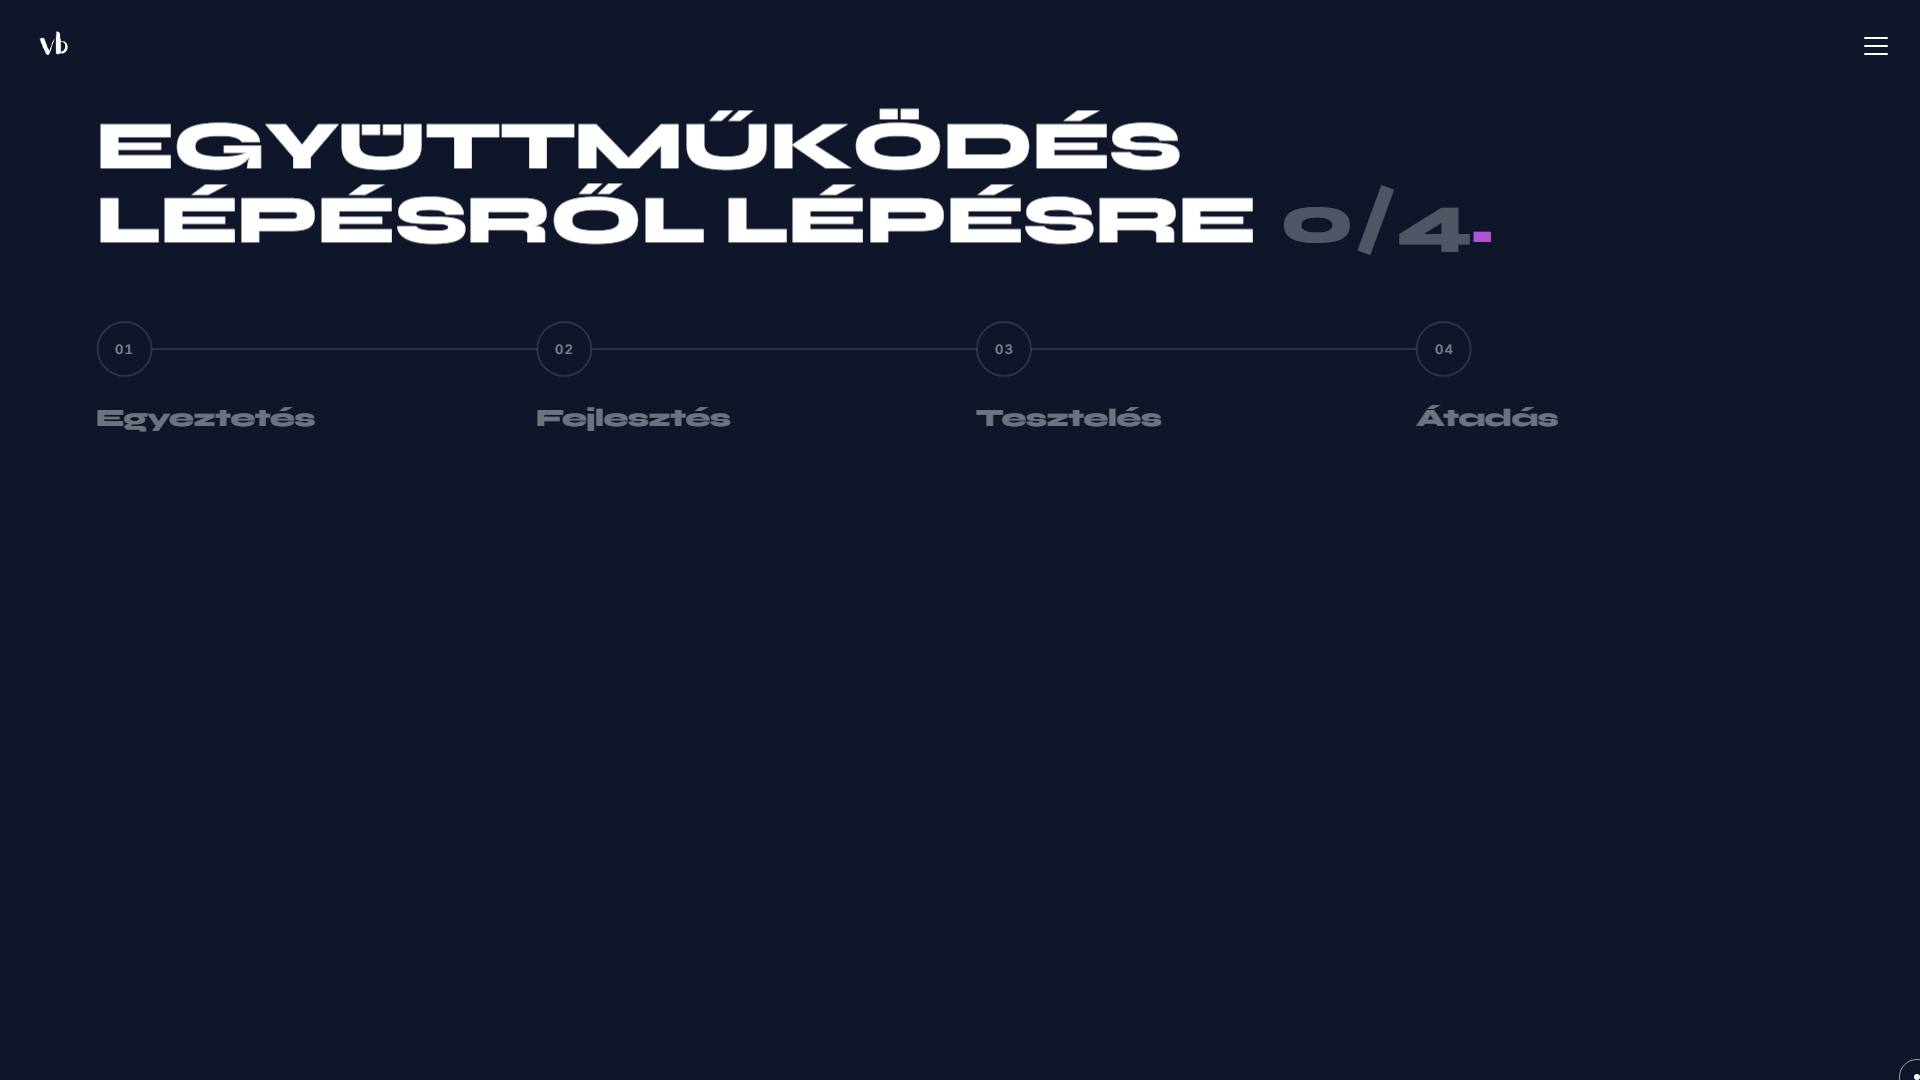 vb
EGYÜTTMŰKÖDÉS
LÉPÉSRŐL LÉPÉSRE 0/4.
01 02 03 04
Egyeztetés Fejlesztés Tesztelés Átadás